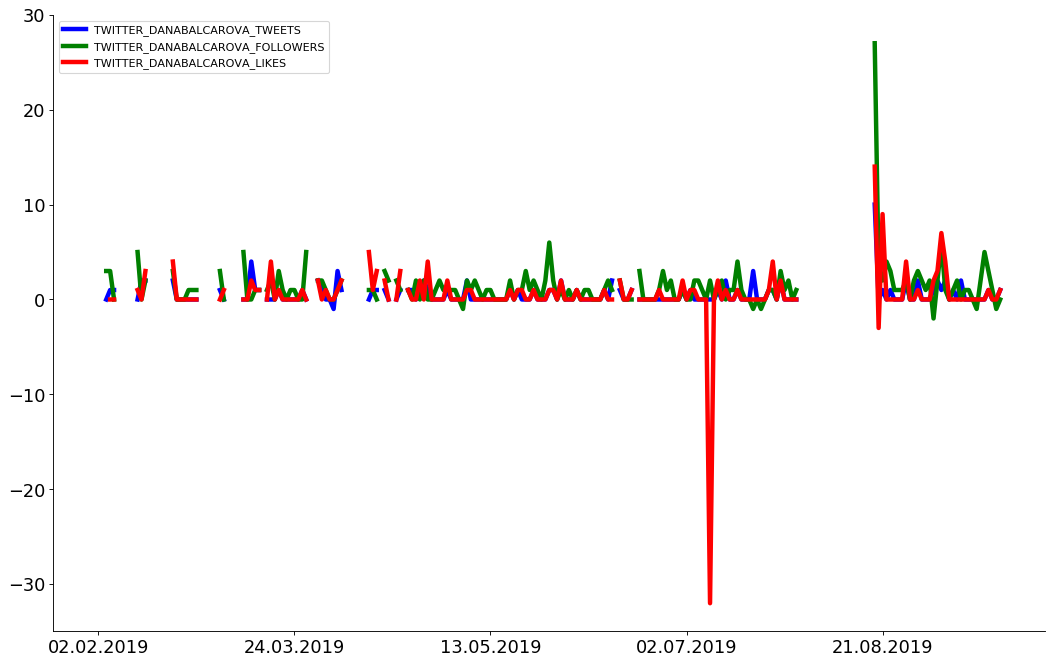 30
TWITTER_DANABALCAROVA_TWEETS
TWITTER_DANABALCAROVA_FOLLOWERS
TWITTER_DANABALCAROVA_LIKES
20
10
0
−10
−20
−30
02.02.2019 24.03.2019 13.05.2019 02.07.2019 21.08.2019